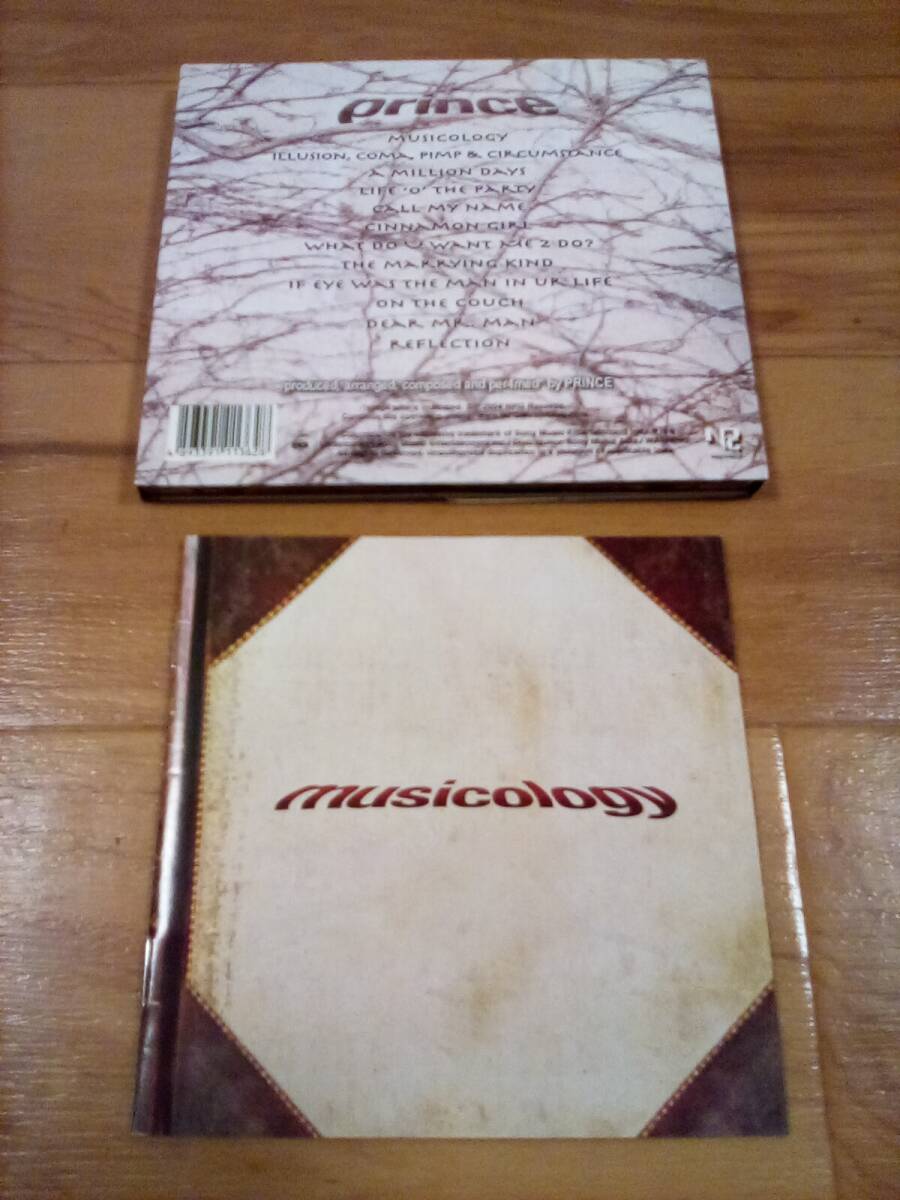 prince
MUSICOLOGY
ILLUSION, COMA, PIMP & CIRCUMSTANCE
A MILLION DAYS
LIFE 'O' THE PARTY
CALL MY NAME
CINNAMON GIRL
WHAT DO U WANT ME 2 DO?
THE MARRYING KIND
IF EYE WAS THE MAN IN UR LIFE
ON THE COUCH
DEAR MR. MAN
REFLECTION
produced, arranged, composed and per4med by PRINCE
musicology